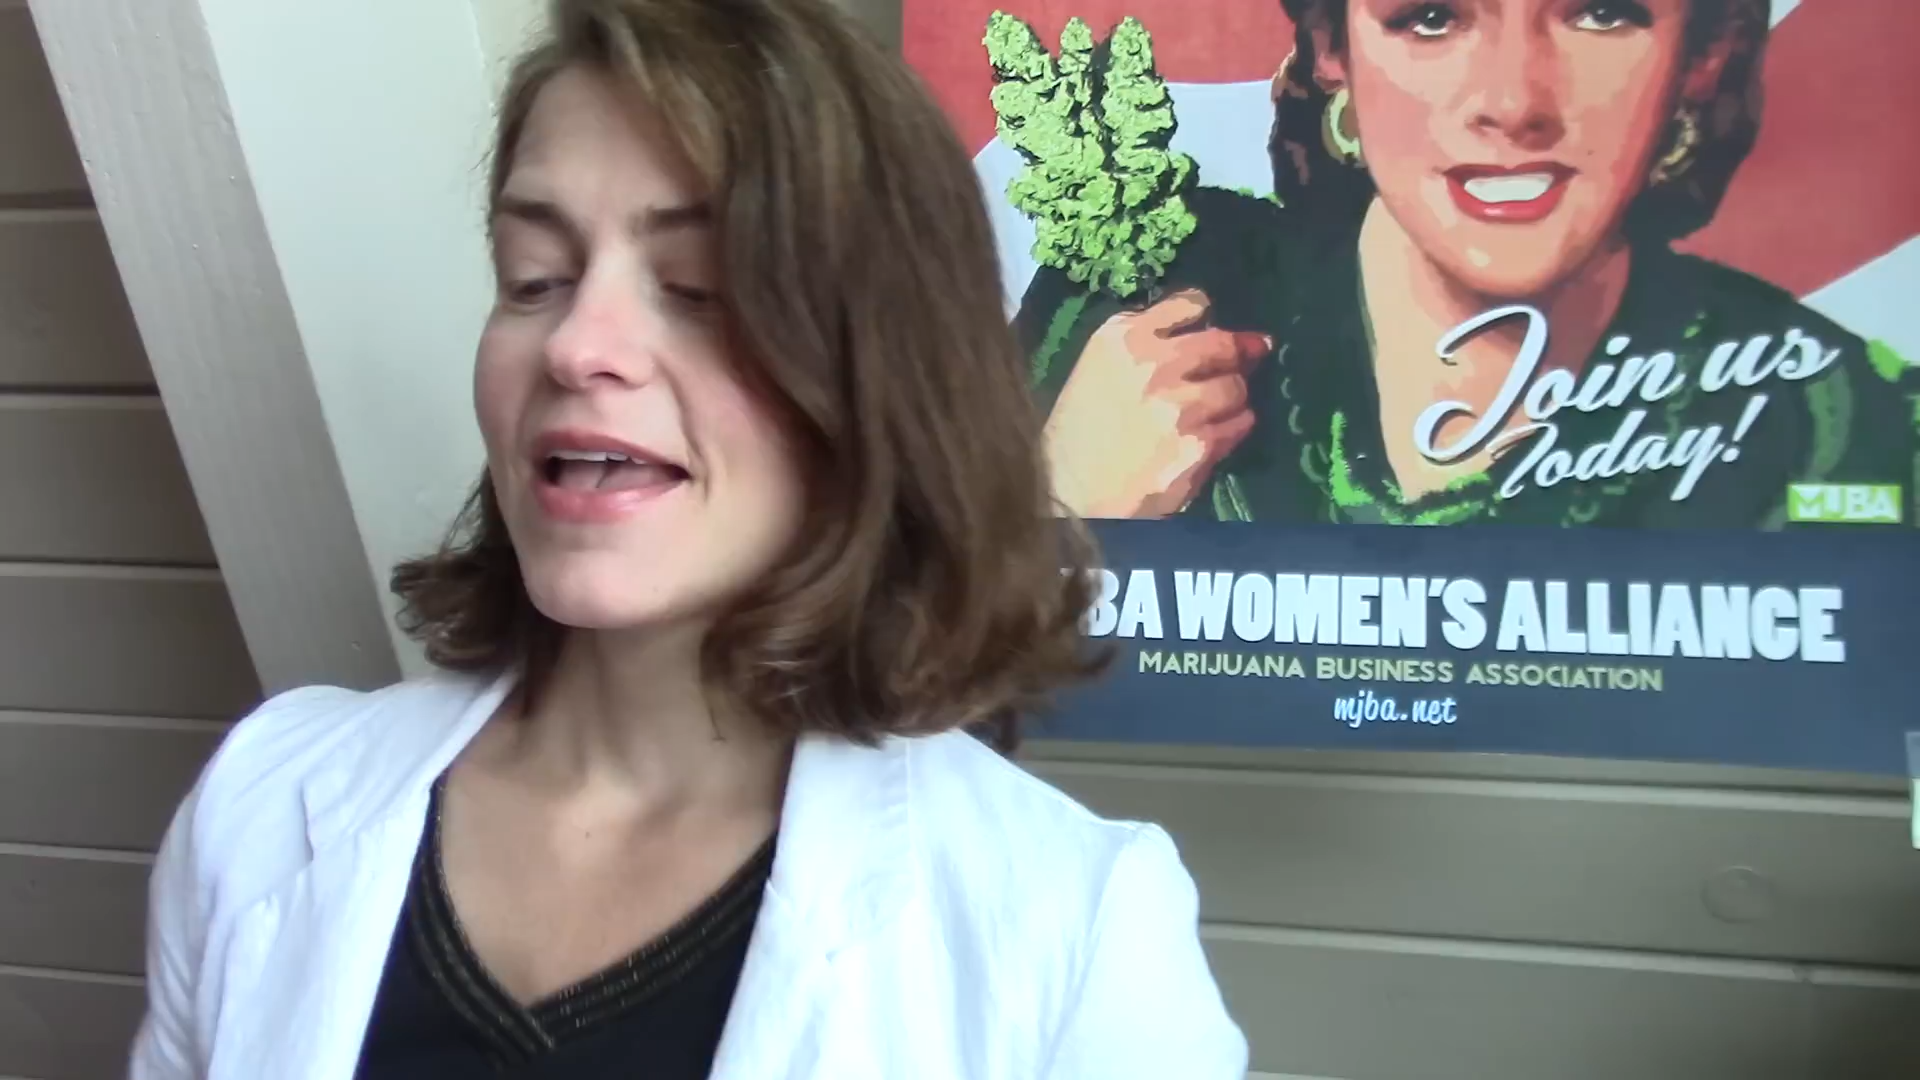 Join us
Today!
MJBA
BA WOMEN'S ALLIANCE
MARIJUANA BUSINESS ASSOCIATION
mjba.net